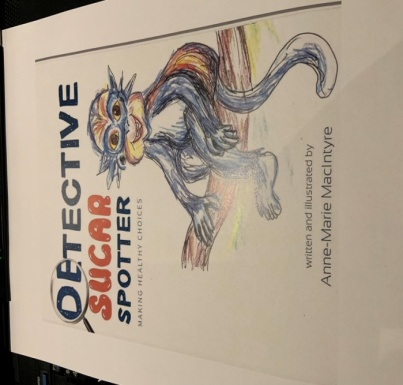 DETECTIVE
SUGAR
SPOTTER
MAKING HEALTHY CHOICES
written and illustrated by
Anne-Marie MacIntyre